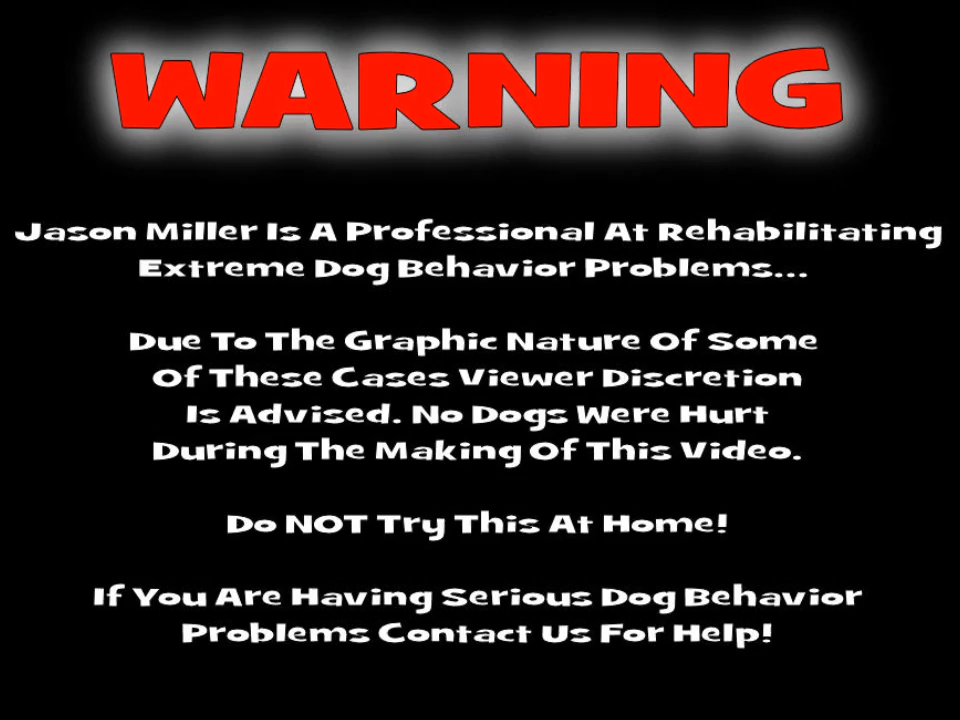 WARNING
Jason Miller Is A Professional At Rehabilitating
Extreme Dog Behavior Problems...
Due To The Graphic Nature Of Some
Of These Cases Viewer Discretion
Is Advised. No Dogs Were Hurt
During The Making Of This Video.
Do NOT Try This At Home!
If You Are Having Serious Dog Behavior
Problems Contact Us For Help!